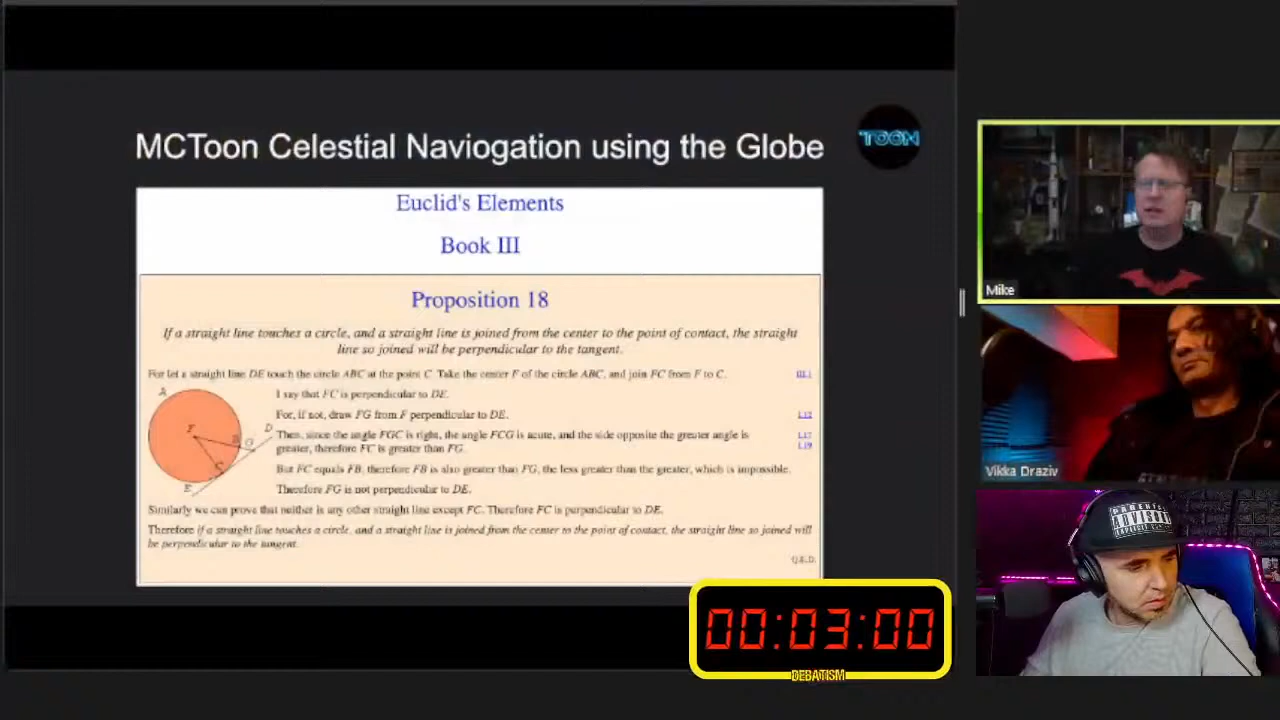 MCToon Celestial Naviogation using the Globe
TOON
Euclid's Elements
Book III
Proposition 18
If a straight line touches a circle, and a straight line is joined from the center to the point of contact, the straight
line so joined will be perpendicular to the tangent.
For let a straight line DE touch the circle ABC at the point C. Take the center F of the circle ABC, and join FC from F to C.
III.1
I say that FC is perpendicular to DE.
For, if not, draw FG from F perpendicular to DE.
I.12
Then, since the angle FGC is right, the angle FCG is acute, and the side opposite the greater angle is
greater, therefore FC is greater than FG.
I.17
I.19
But FC equals FB, therefore FB is also greater than FG, the less greater than the greater, which is impossible.
Therefore FG is not perpendicular to DE.
A
F
B
G
D
C
E
Similarly we can prove that neither is any other straight line except FC. Therefore FC is perpendicular to DE.
Therefore if a straight line touches a circle, and a straight line is joined from the center to the point of contact, the straight line so joined will
be perpendicular to the tangent.
Q.E.D.
00:03:00
DEBATISM
Mike
Vikka Draziv
PARENTAL
ADVISORY
EXPLICIT CONTENT